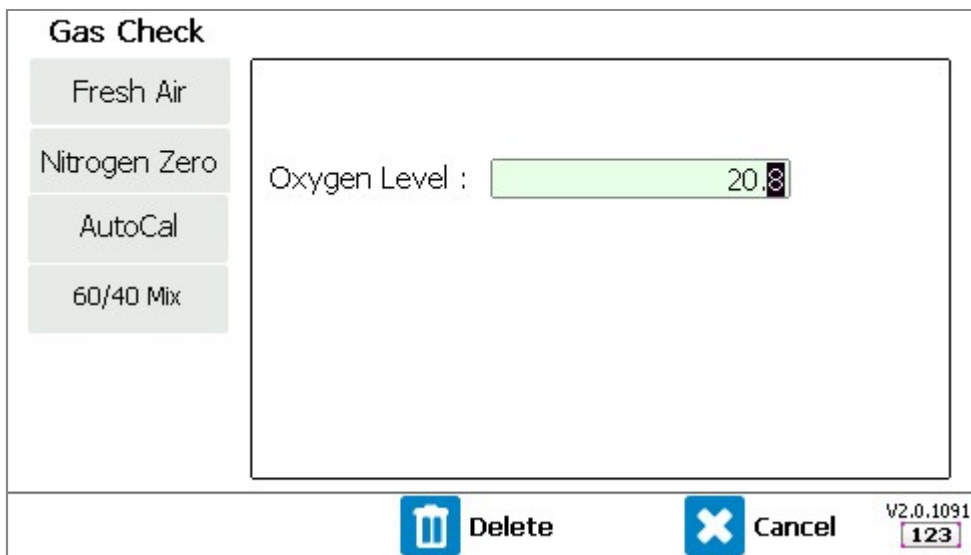 Gas Check
Fresh Air
Nitrogen Zero
AutoCal
60/40 Mix
Oxygen Level : 20.8
Delete
Cancel
V2.0.1091
123